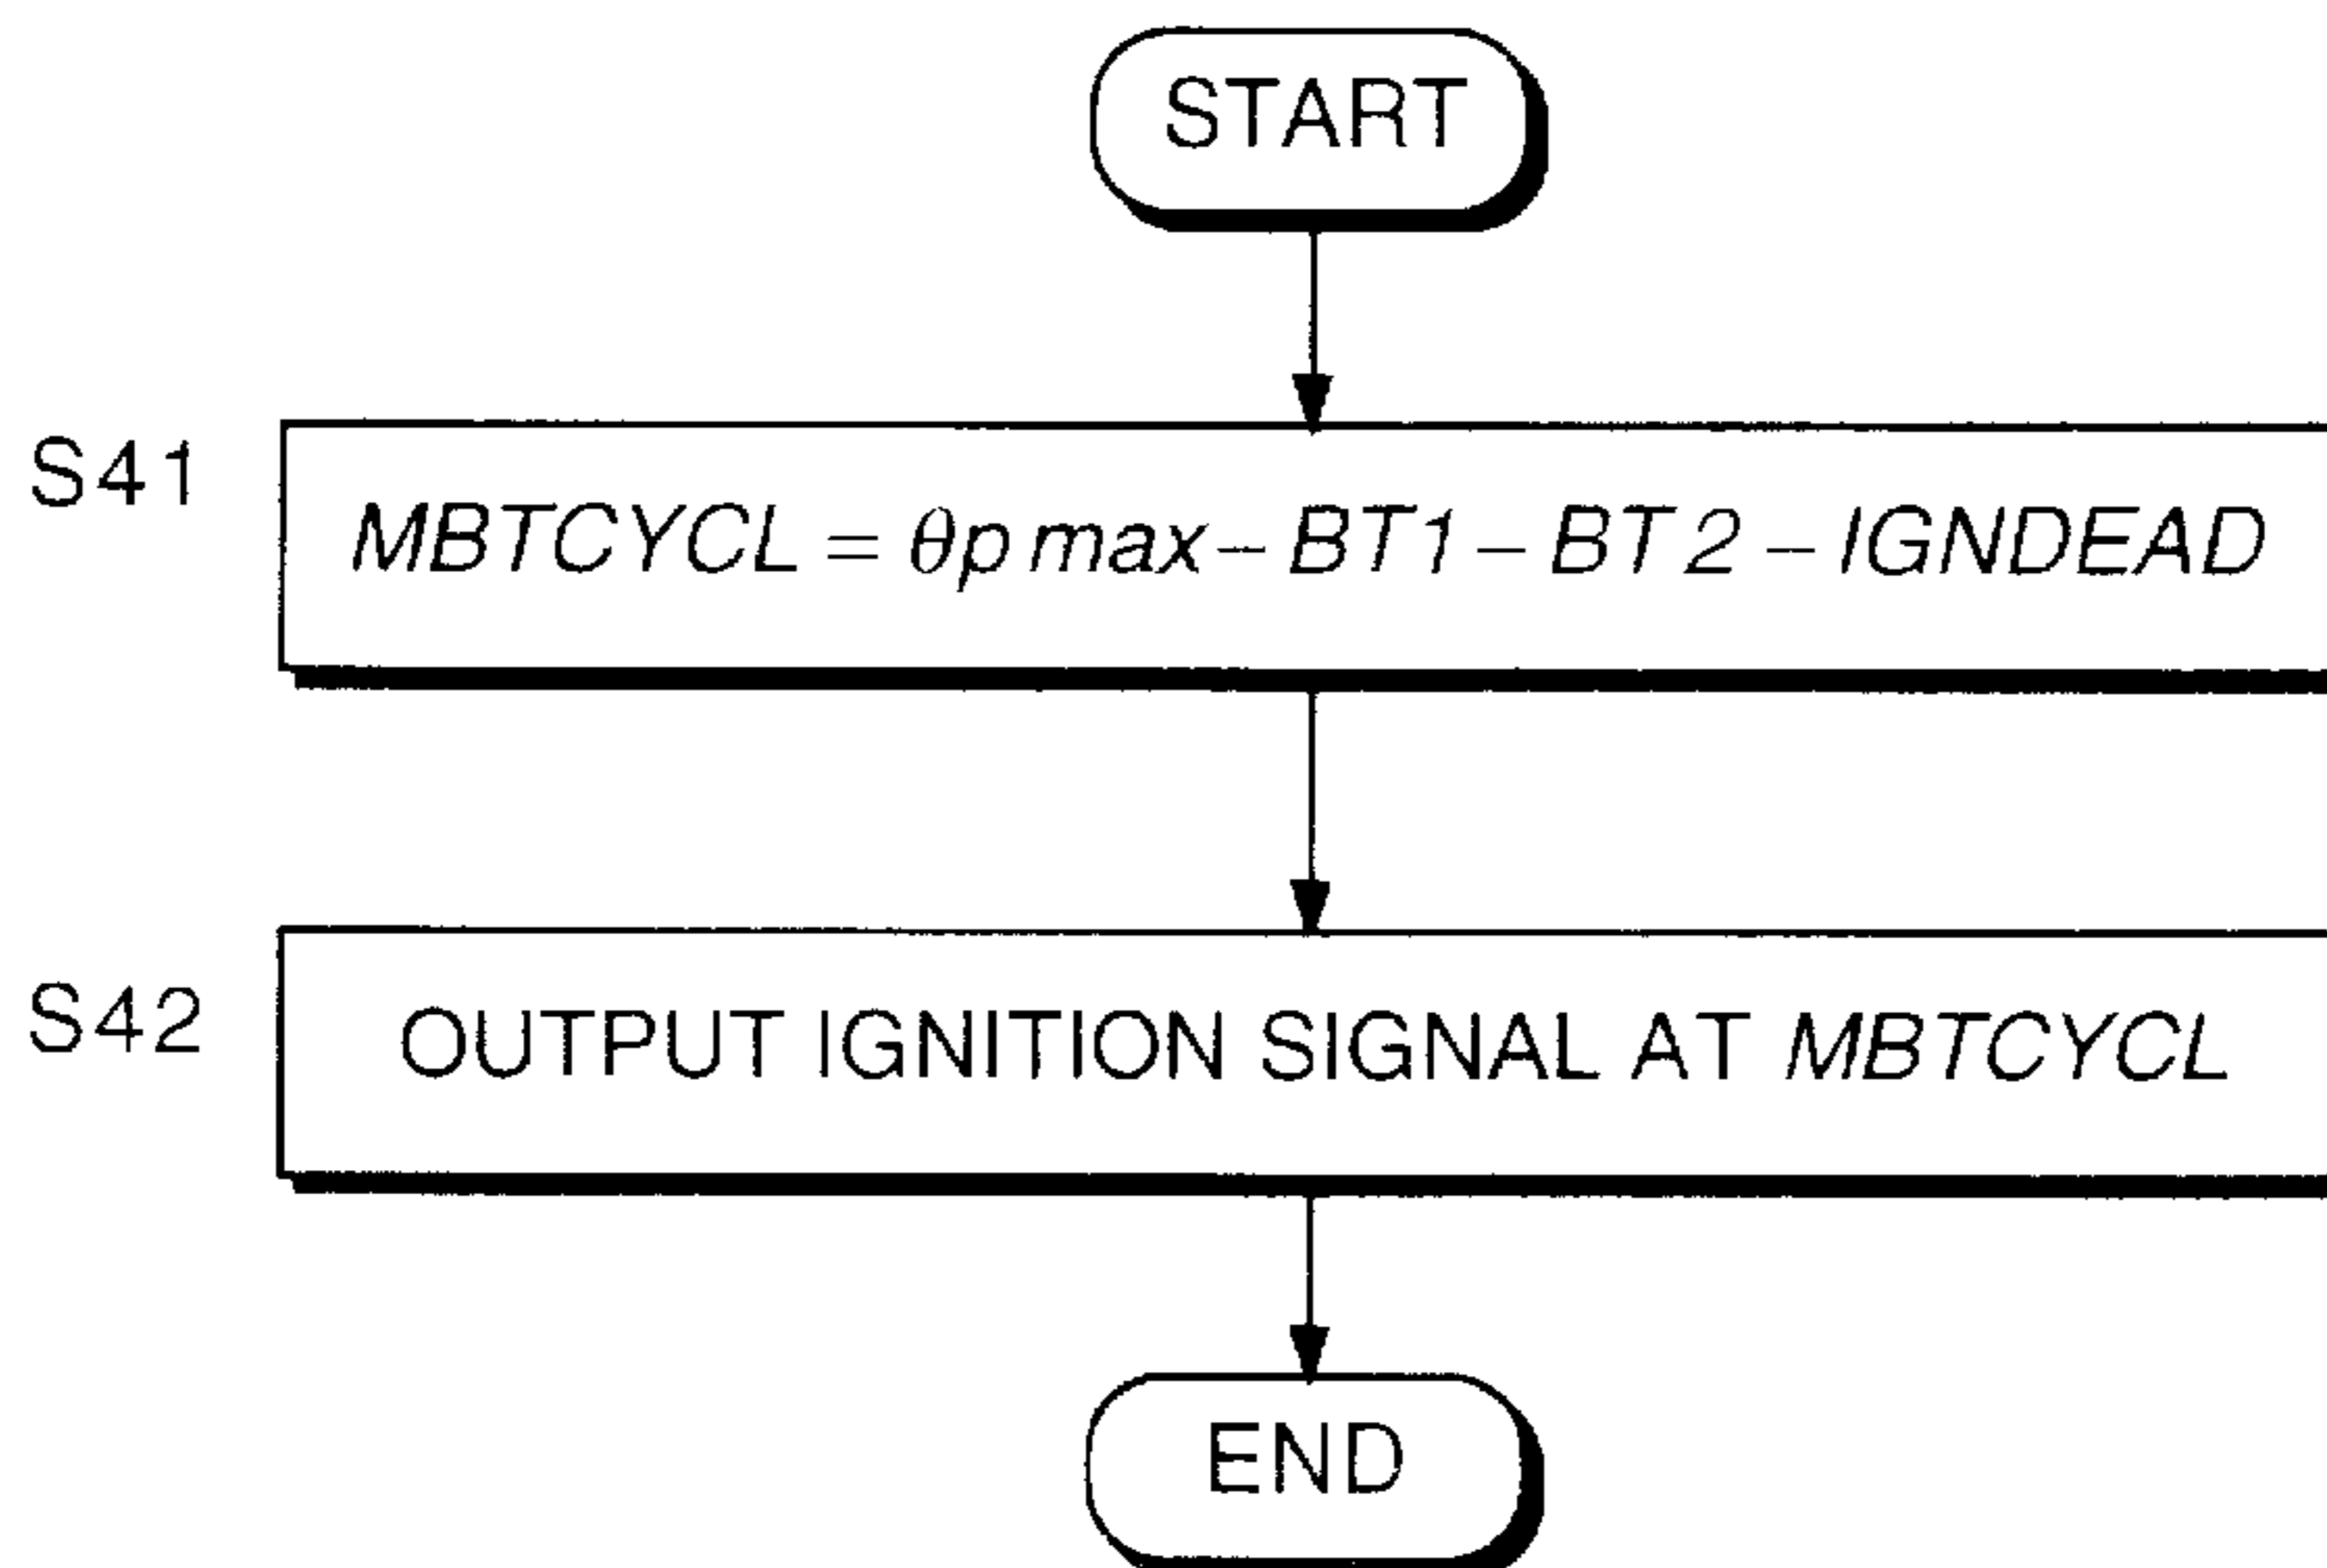 START
S41
MBTCYCL = θp max – BT1 – BT2 – IGNDEAD
S42
OUTPUT IGNITION SIGNAL AT MBTCYCL
END